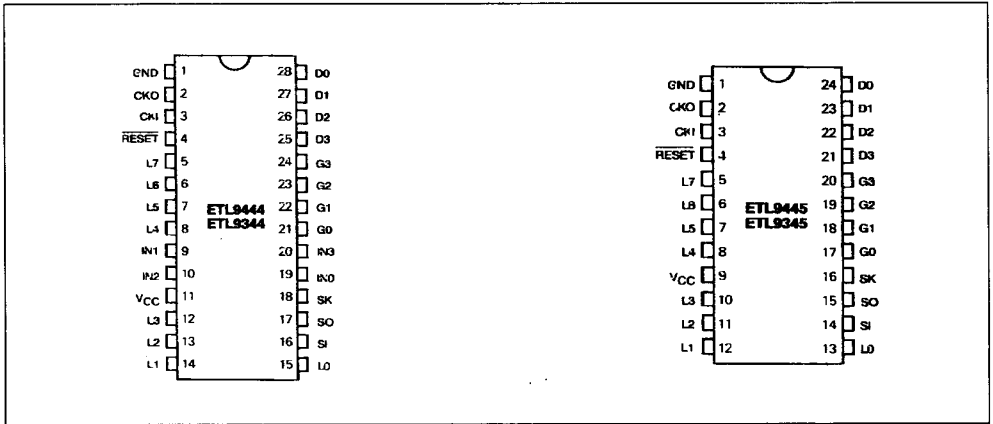 GND 1 28 D0
CKO 2 27 D1
CKI 3 26 D2
RESET 4 25 D3
L7 5 24 G3
L6 6 23 G2
L5 7 22 G1
L4 8 21 G0
IN1 9 20 IN3
IN2 10 19 IN0
VCC 11 18 SK
L3 12 17 SO
L2 13 16 SI
L1 14 15 L0
ETL9444
ETL9344
GND 1 24 D0
CKO 2 23 D1
CKI 3 22 D2
RESET 4 21 D3
L7 5 20 G3
L6 6 19 G2
L5 7 18 G1
L4 8 17 G0
VCC 9 16 SK
L3 10 15 SO
L2 11 14 SI
L1 12 13 L0
ETL9445
ETL9345